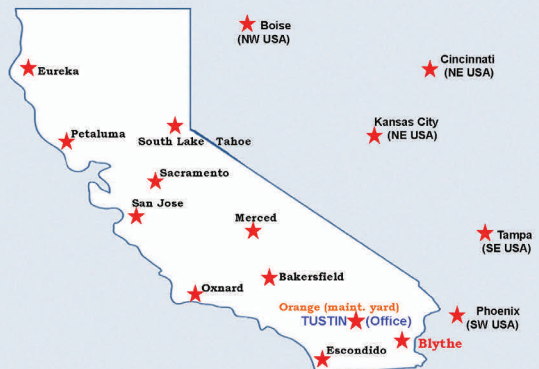 Boise
(NW USA)
Cincinnati
(NE USA)
Eureka
Kansas City
(NE USA)
Petaluma
South Lake Tahoe
Sacramento
San Jose
Merced
Tampa
(SE USA)
Bakersfield
Oxnard
Orange (maint. yard)
TUSTIN (Office)
Phoenix
(SW USA)
Blythe
Escondido